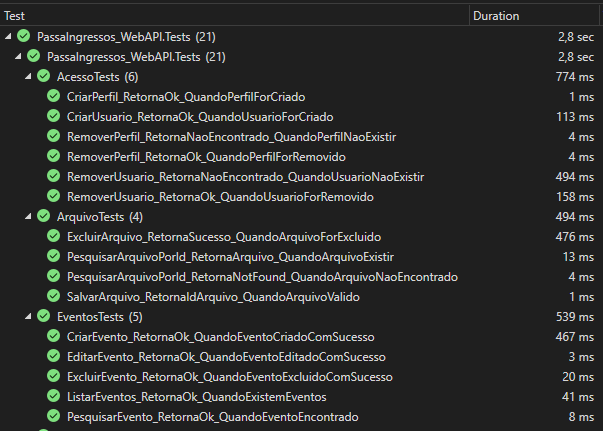 Test Duration
PassaIngressos_WebAPI.Tests (21) 2,8 sec
PassaIngressos_WebAPI.Tests (21) 2,8 sec
AcessoTests (6) 774 ms
CriarPerfil_RetornaOk_QuandoPerfilForCriado 1 ms
CriarUsuario_RetornaOk_QuandoUsuarioForCriado 113 ms
RemoverPerfil_RetornaNaoEncontrado_QuandoPerfilNaoExistir 4 ms
RemoverPerfil_RetornaOk_QuandoPerfilForRemovido 4 ms
RemoverUsuario_RetornaNaoEncontrado_QuandoUsuarioNaoExistir 494 ms
RemoverUsuario_RetornaOk_QuandoUsuarioForRemovido 158 ms
ArquivoTests (4) 494 ms
ExcluirArquivo_RetornaSucesso_QuandoArquivoForExcluido 476 ms
PesquisarArquivoPorId_RetornaArquivo_QuandoArquivoExistir 13 ms
PesquisarArquivoPorId_RetornaNotFound_QuandoArquivoNaoEncontrado 4 ms
SalvarArquivo_RetornaIdArquivo_QuandoArquivoValido 1 ms
EventosTests (5) 539 ms
CriarEvento_RetornaOk_QuandoEventoCriadoComSucesso 467 ms
EditarEvento_RetornaOk_QuandoEventoEditadoComSucesso 3 ms
ExcluirEvento_RetornaOk_QuandoEventoExcluidoComSucesso 20 ms
ListarEventos_RetornaOk_QuandoExistemEventos 41 ms
PesquisarEvento_RetornaOk_QuandoEventoEncontrado 8 ms